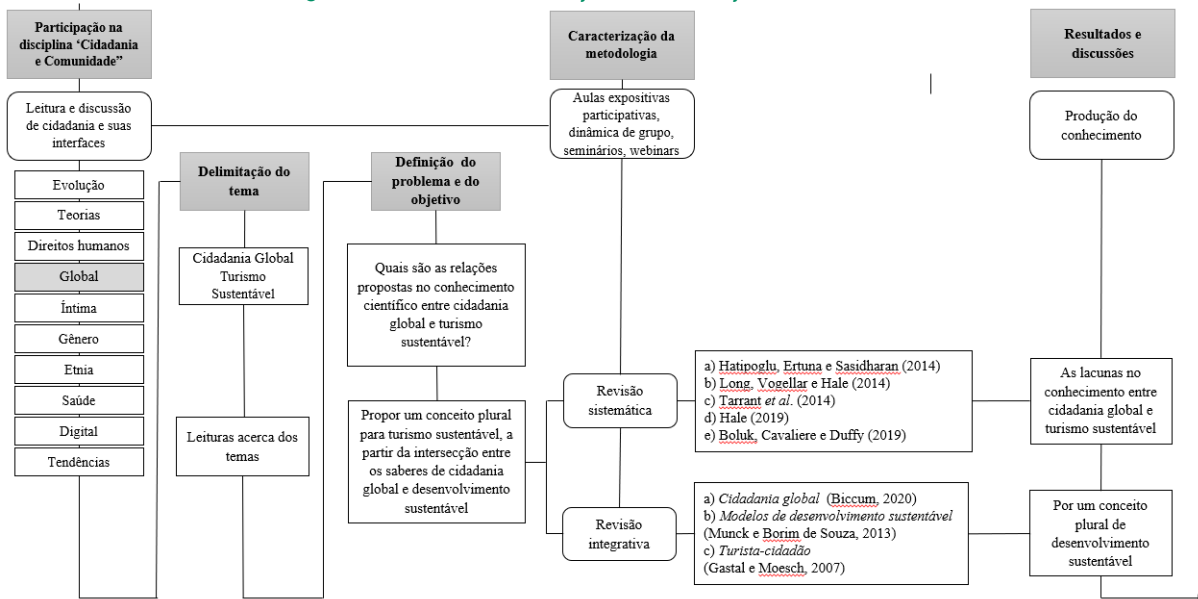 Participação na
disciplina ‘Cidadania
e Comunidade”
Leitura e discussão
de cidadania e suas
interfaces
Evolução
Teorias
Direitos humanos
Global
Íntima
Gênero
Etnia
Saúde
Digital
Tendências
Delimitação do
tema
Cidadania Global
Turismo
Sustentável
Leituras acerca dos
temas
Definição do
problema e do
objetivo
Quais são as relações
propostas no conhecimento
científico entre cidadania
global e turismo
sustentável?
Propor um conceito plural
para turismo sustentável, a
partir da intersecção entre
os saberes de cidadania
global e desenvolvimento
sustentável
Caracterização da
metodologia
Aulas expositivas
participativas,
dinâmica de grupo,
seminários, webinars
Revisão
sistemática
a) Hatipoglu, Ertuna e Sasidharan (2014)
b) Long, Vogellar e Hale (2014)
c) Tarrant et al. (2014)
d) Hale (2019)
e) Boluk, Cavaliere e Duffy (2019)
Revisão
integrativa
a) Cidadania global (Biccum, 2020)
b) Modelos de desenvolvimento sustentável
(Munck e Borim de Souza, 2013)
c) Turista-cidadão
(Gastal e Moesch, 2007)
Resultados e
discussões
Produção do
conhecimento
As lacunas no
conhecimento entre
cidadania global e
turismo sustentável
Por um conceito
plural de
desenvolvimento
sustentável